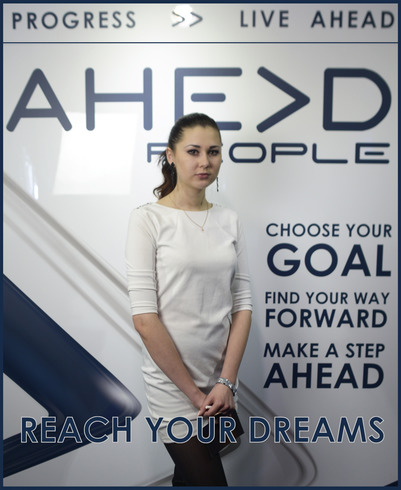 PROGRESS >> LIVE AHEAD
AHE>D
PEOPLE
CHOOSE YOUR
GOAL
FIND YOUR WAY
FORWARD
MAKE A STEP
AHEAD
REACH YOUR DREAMS